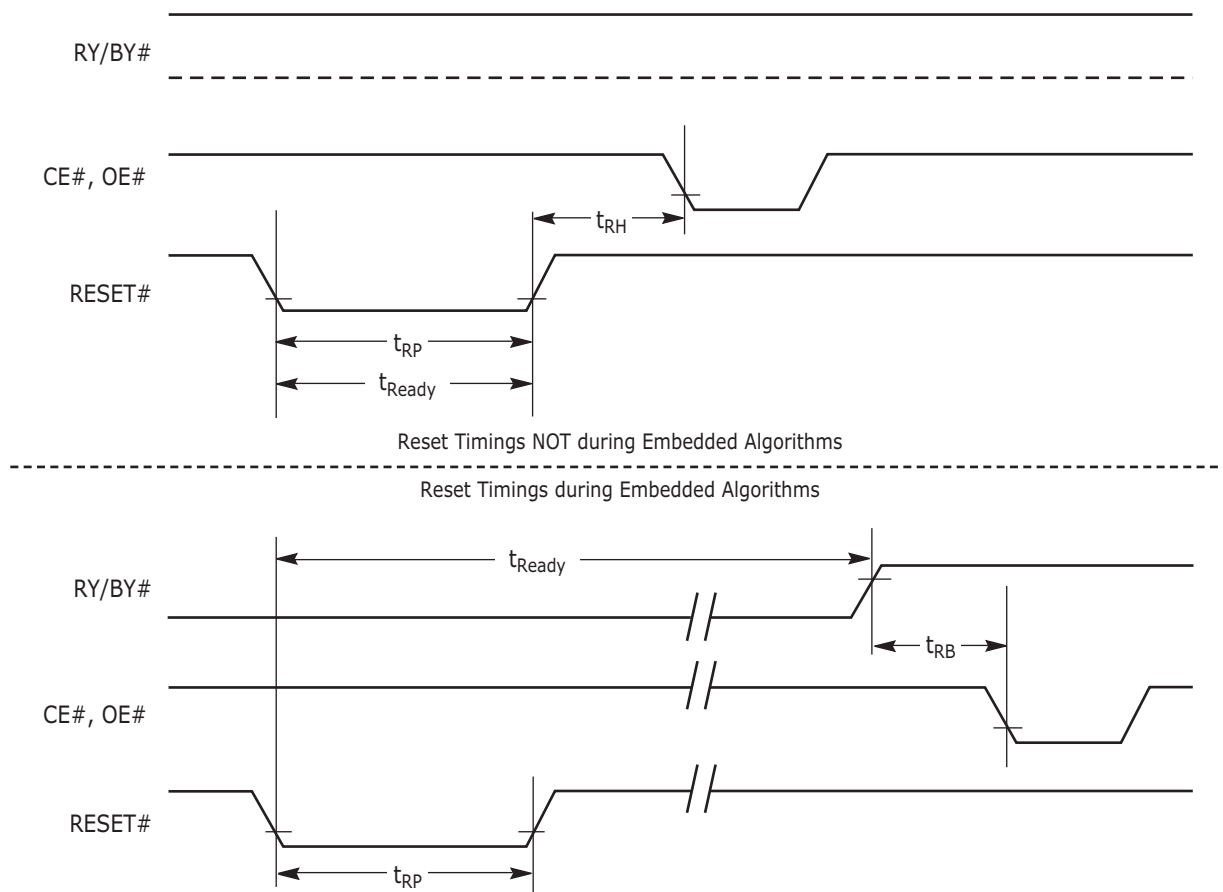 RY/BY#
CE#, OE#
tRH
RESET#
tRP
tReady
Reset Timings NOT during Embedded Algorithms
Reset Timings during Embedded Algorithms
tReady
RY/BY#
tRB
CE#, OE#
RESET#
tRP